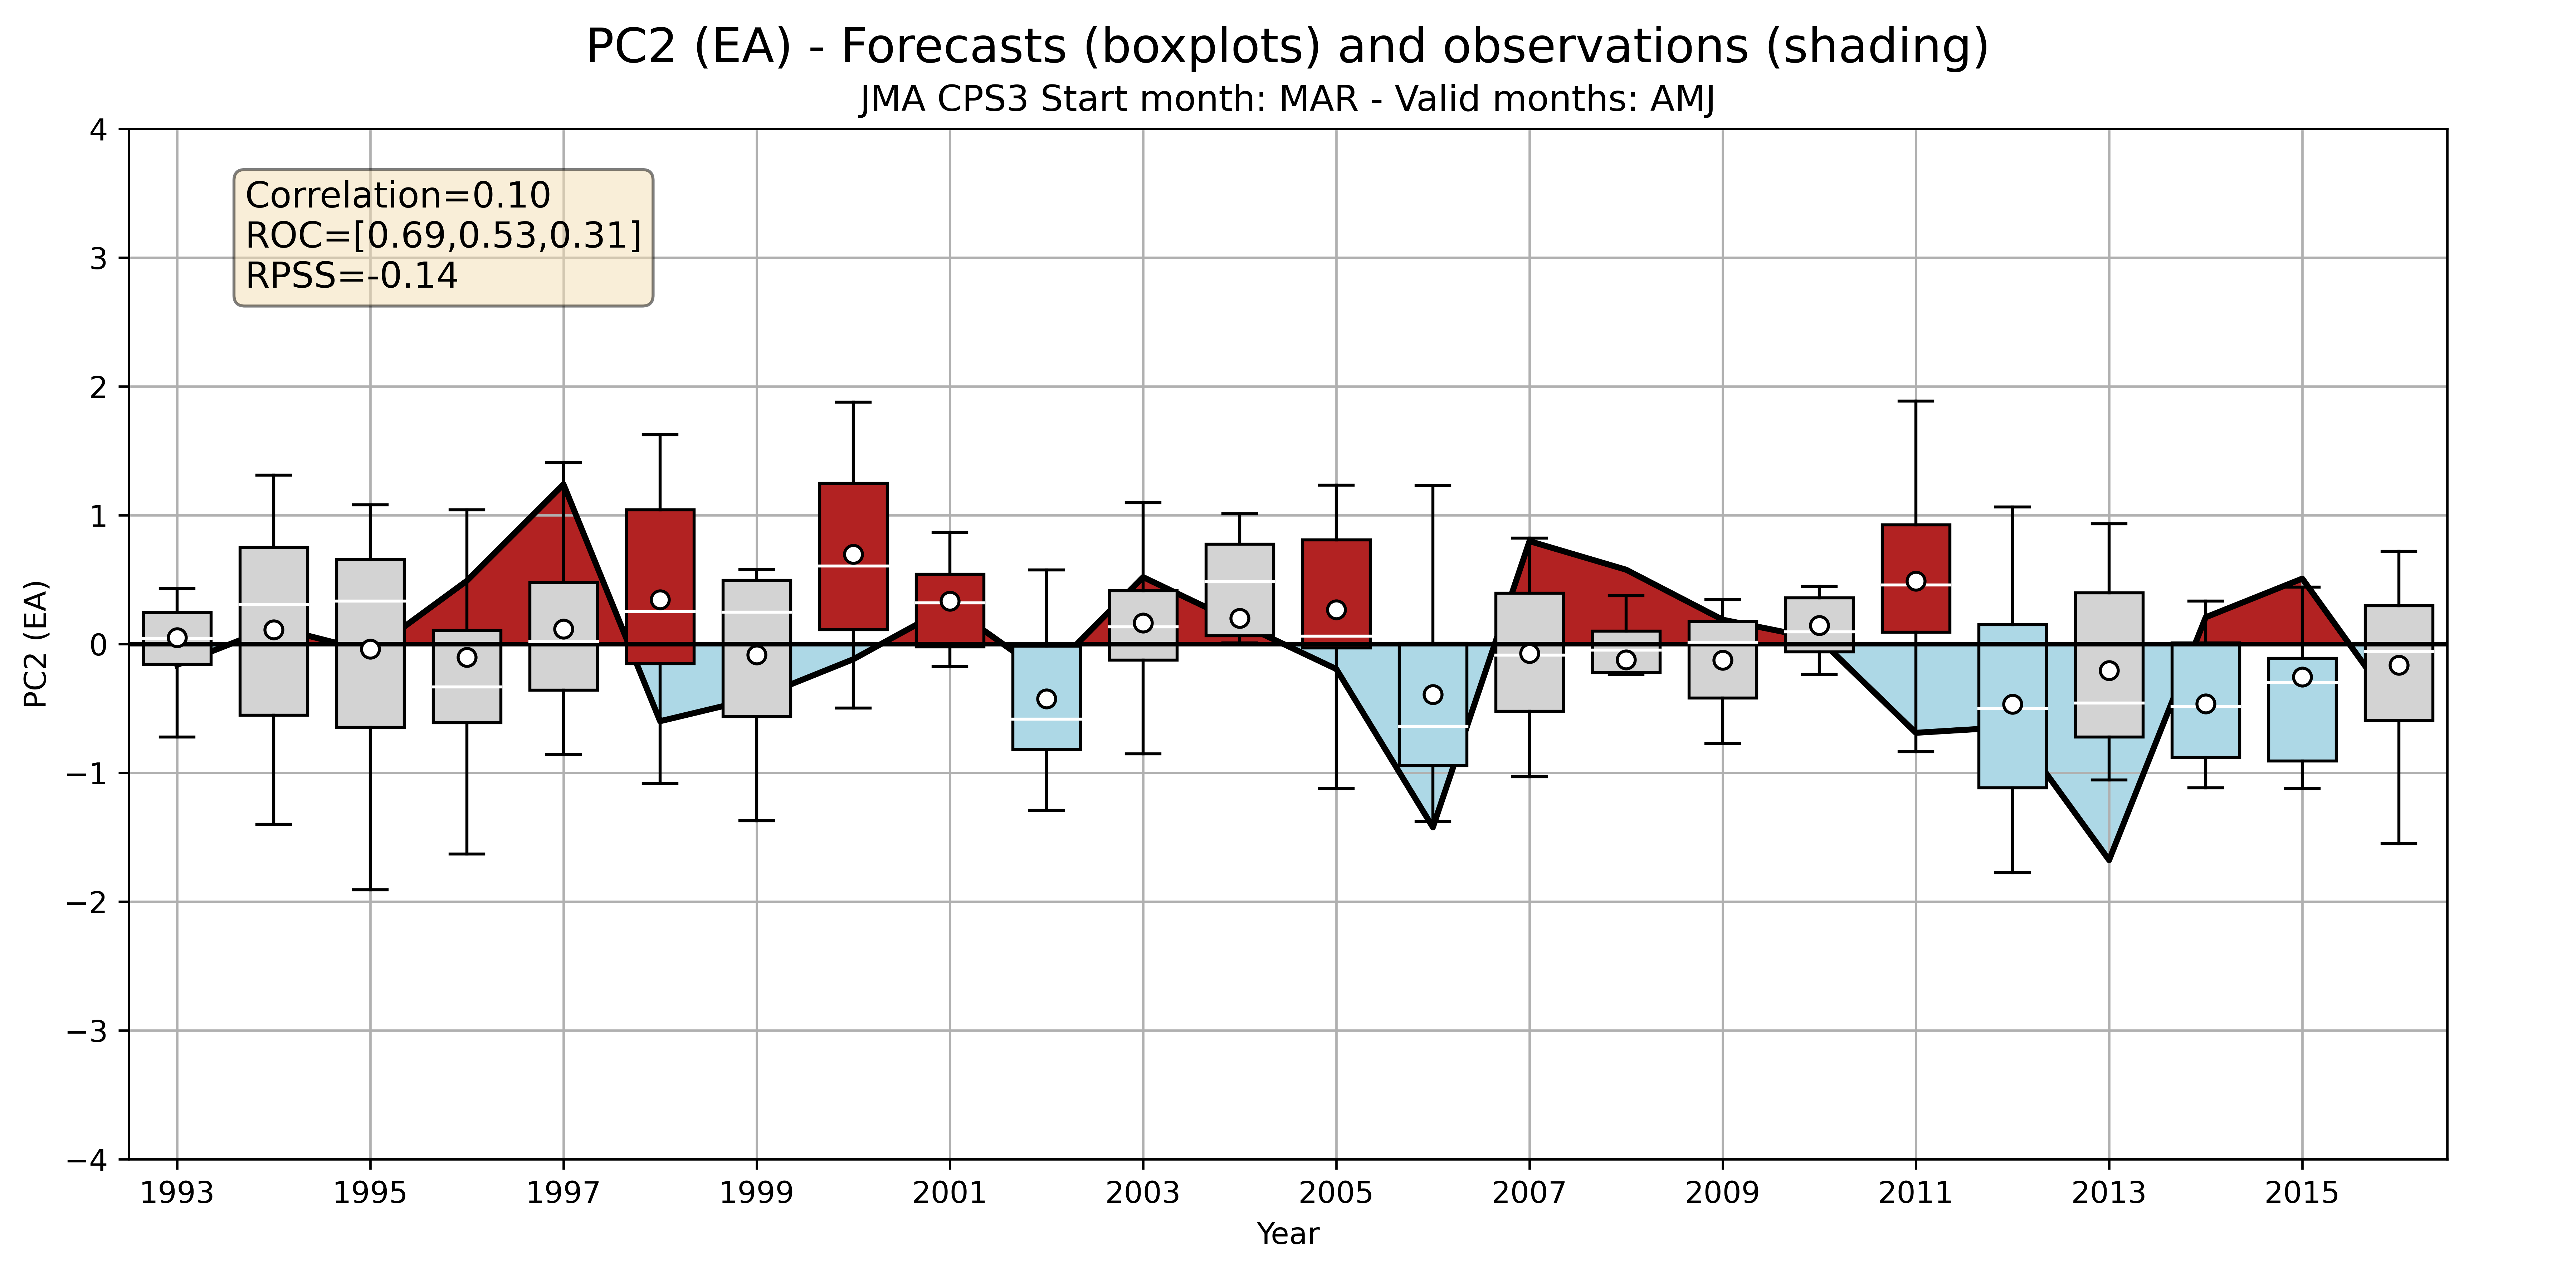 PC2 (EA) - Forecasts (boxplots) and observations (shading)
JMA CPS3 Start month: MAR - Valid months: AMJ
Correlation=0.10
ROC=[0.69,0.53,0.31]
RPSS=-0.14
PC2 (EA)
4
3
2
1
0
−1
−2
−3
−4
1993 1995 1997 1999 2001 2003 2005 2007 2009 2011 2013 2015
Year